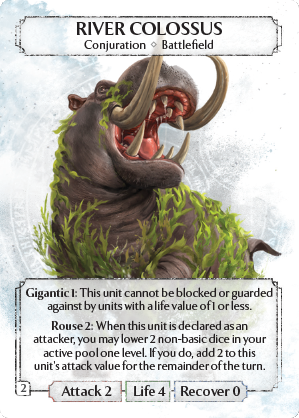 RIVER COLOSSUS
Conjuration ◇ Battlefield
Gigantic 1: This unit cannot be blocked or guarded
against by units with a life value of 1 or less.
Rouse 2: When this unit is declared as an
attacker, you may lower 2 non-basic dice in your
active pool one level. If you do, add 2 to this
unit's attack value for the remainder of the turn.
2
Attack 2 Life 4 Recover 0